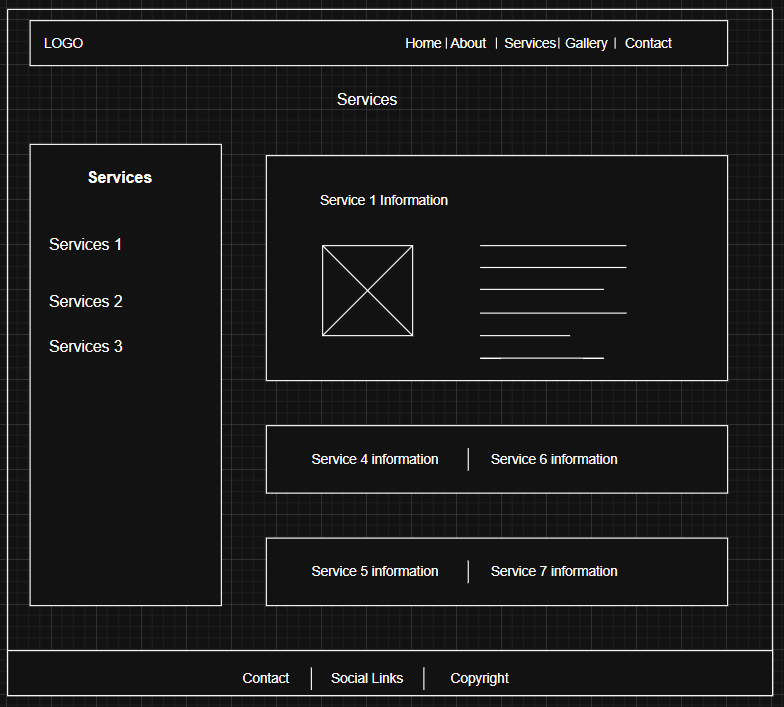 LOGO
Home | About | Services | Gallery | Contact
Services
Services
Services 1
Services 2
Services 3
Service 1 Information
Service 4 information | Service 6 information
Service 5 information | Service 7 information
Contact | Social Links | Copyright